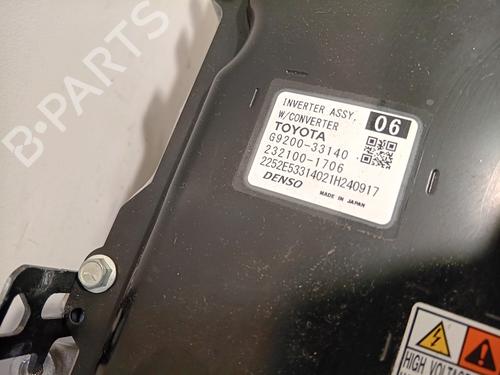 B-PARTS
INVERTER ASSY,
W/CONVERTER
06
TOYOTA
G9200-33140
232100-1706
2252E53314021H240917
DENSO
MADE IN JAPAN
HIGH VOLTAGE